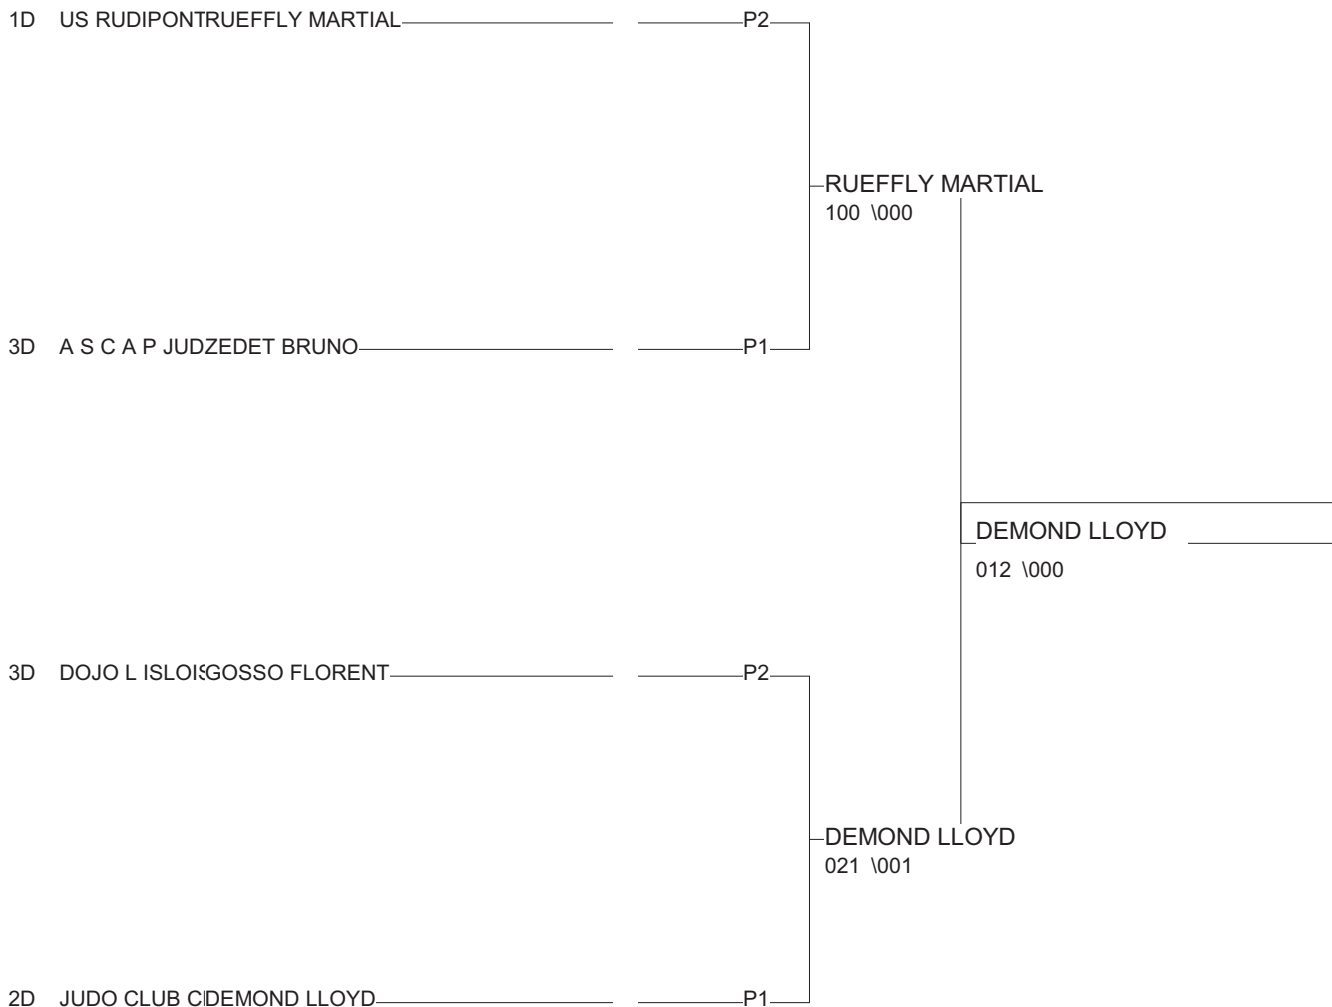 1D US RUDIPONTRUEFFLY MARTIAL P2
RUEFFLY MARTIAL
100 \000
3D A S C A P JUDZEDET BRUNO P1
DEMOND LLOYD
012 \000
3D DOJO L ISLOISGOSSO FLORENT P2
DEMOND LLOYD
021 \001
2D JUDO CLUB CDEMOND LLOYD P1